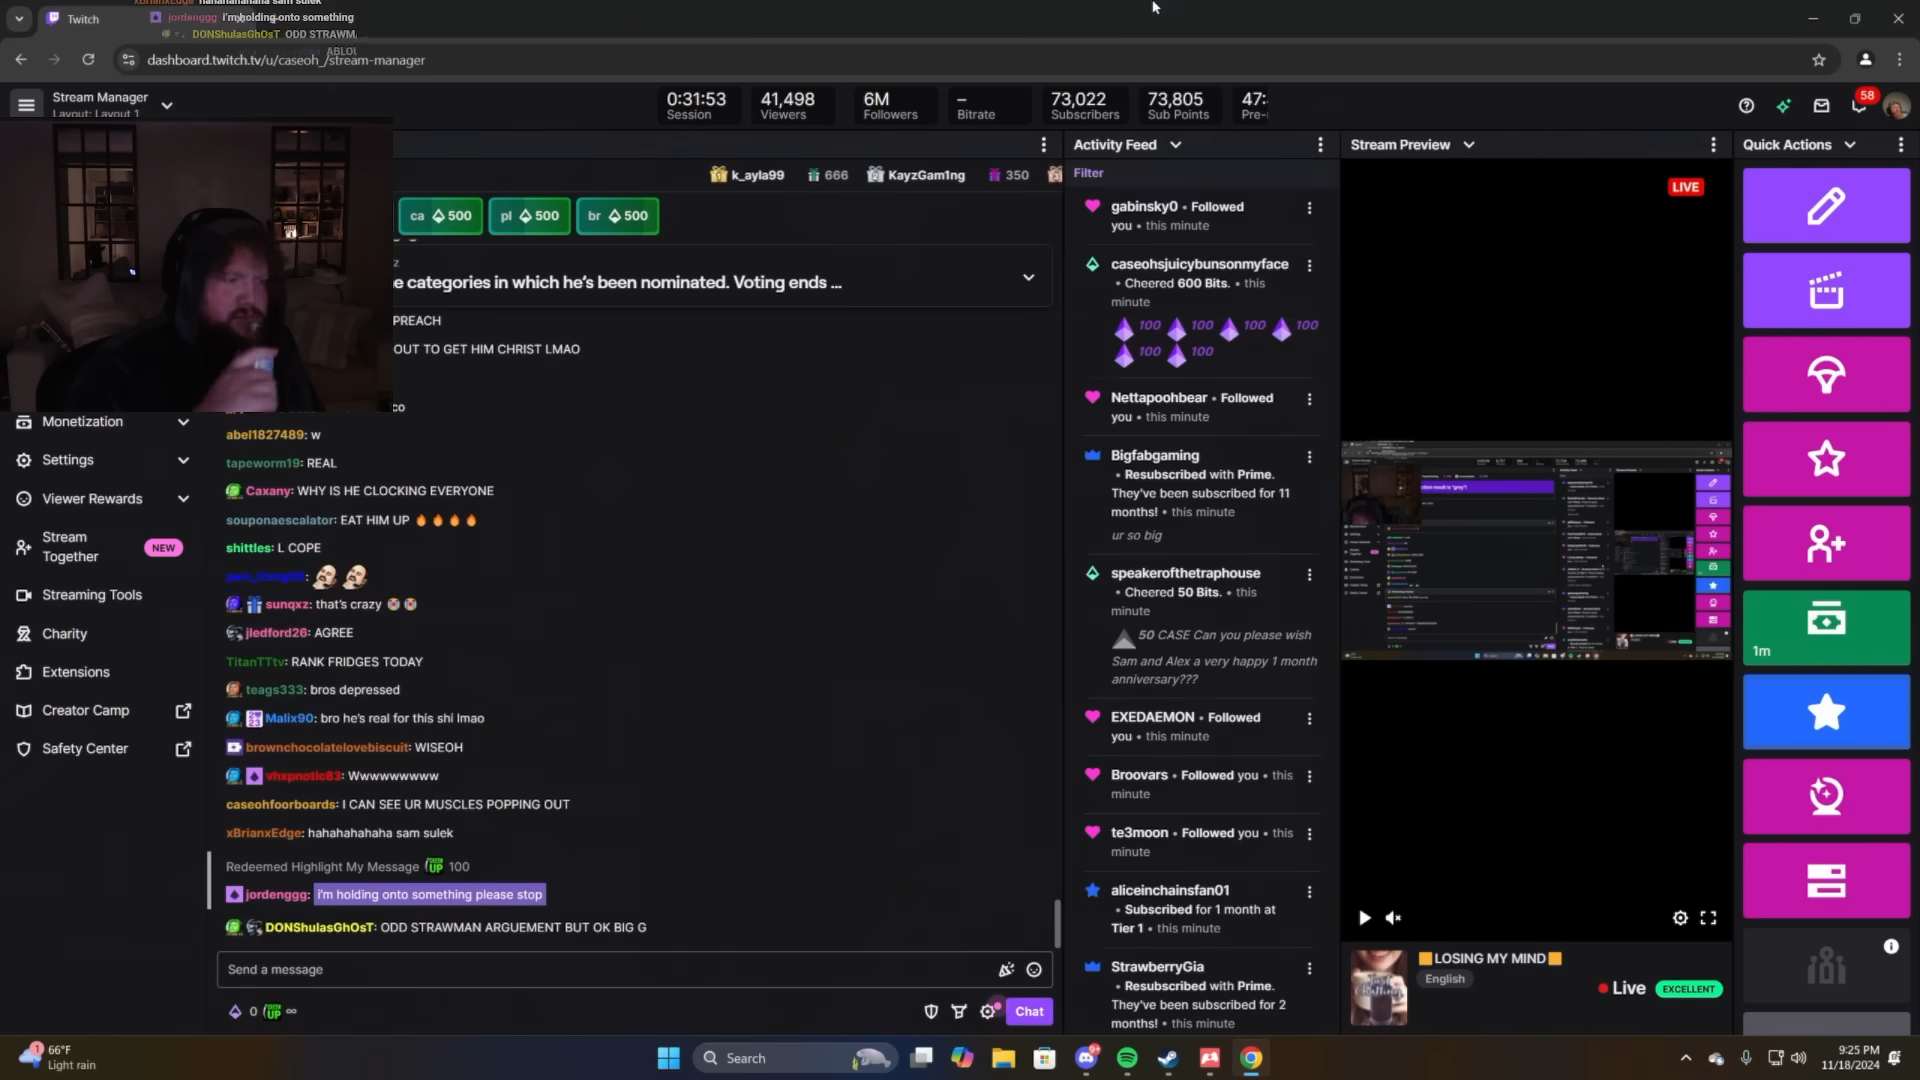 xBrianxEdge: hahahahahaha sam sulek
Twitch
jordenggg i'm holding onto something
DONShulasGhOsT ODD STRAWM
dashboard.twitch.tv/u/caseoh_/stream-manager
Stream Manager
Layout: Layout 1
0:31:53
Session
41,498
Viewers
6M
Followers
–
Bitrate
73,022
Subscribers
73,805
Sub Points
47:
Pre-
58
Activity Feed
Stream Preview
Quick Actions
k_ayla99 666 KayzGam1ng 350
Filter
ca 500 pl 500 br 500
e categories in which he's been nominated. Voting ends ...
PREACH
OUT TO GET HIM CHRIST LMAO
co
abel1827489: w
tapeworm19: REAL
Caxany: WHY IS HE CLOCKING EVERYONE
souponaescalator: EAT HIM UP 🔥🔥🔥🔥
shittles: L COPE
sunqxz: that's crazy 😭😭
jledford26: AGREE
TitanTTtv: RANK FRIDGES TODAY
teags333: bros depressed
Malix90: bro he's real for this shi lmao
brownchocolatelovebiscuit: WISEOH
vhxpnotic83: Wwwwwwwww
caseohfoorboards: I CAN SEE UR MUSCLES POPPING OUT
xBrianxEdge: hahahahahaha sam sulek
Redeemed Highlight My Message 100
jordenggg: i'm holding onto something please stop
DONShulasGhOsT: ODD STRAWMAN ARGUEMENT BUT OK BIG G
Send a message
0 ∞
Chat
Monetization
Settings
Viewer Rewards
Stream
Together NEW
Streaming Tools
Charity
Extensions
Creator Camp
Safety Center
gabinsky0 • Followed
you • this minute
caseohsjuicybunsonmyface
• Cheered 600 Bits. • this
minute
100 100 100 100
100 100
Nettapoohbear • Followed
you • this minute
Bigfabgaming
• Resubscribed with Prime.
They've been subscribed for 11
months! • this minute
ur so big
speakerofthetraphouse
• Cheered 50 Bits. • this
minute
50 CASE Can you please wish
Sam and Alex a very happy 1 month
anniversary???
EXEDAEMON • Followed
you • this minute
Broovars • Followed you • this
minute
te3moon • Followed you • this
minute
aliceinchainsfan01
• Subscribed for 1 month at
Tier 1 • this minute
StrawberryGia
• Resubscribed with Prime.
They've been subscribed for 2
months! • this minute
LIVE
🟧LOSING MY MIND🟧
English
Live EXCELLENT
1m
1
66°F
Light rain
Search
9:25 PM
11/18/2024